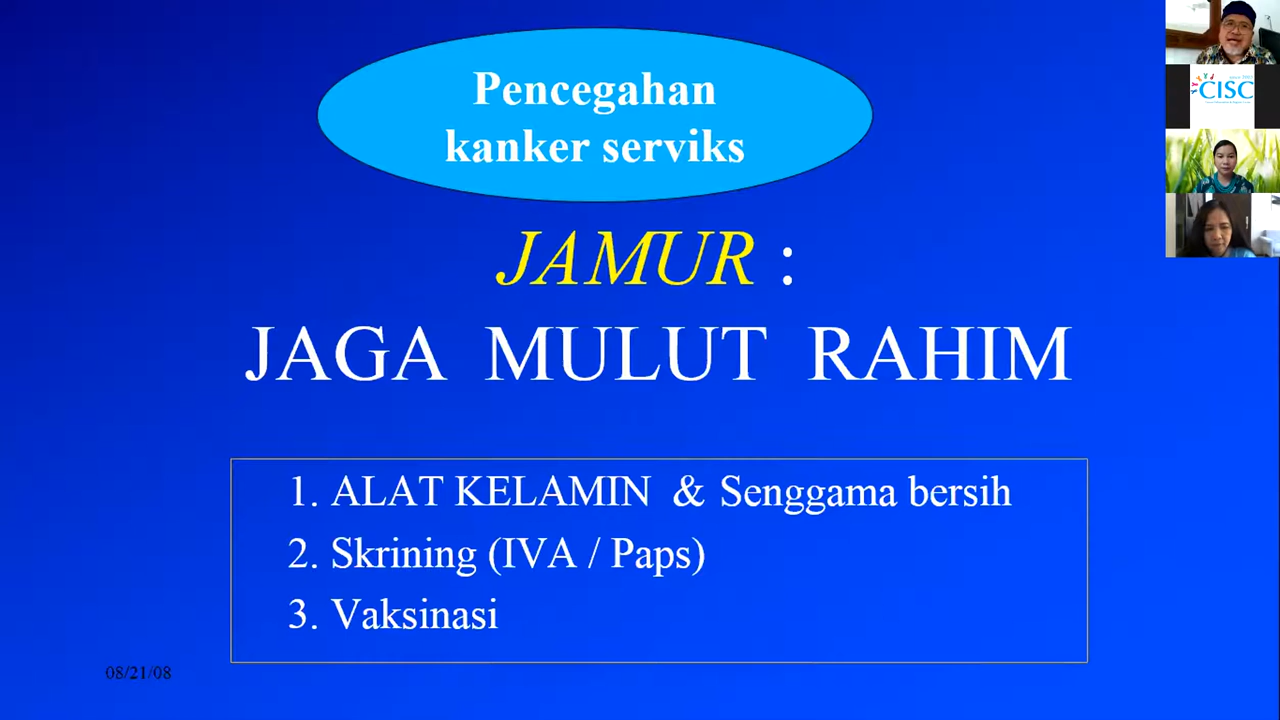 Pencegahan
kanker serviks
JAMUR :
JAGA MULUT RAHIM
1. ALAT KELAMIN & Senggama bersih
2. Skrining (IVA / Paps)
3. Vaksinasi
08/21/08
CISC